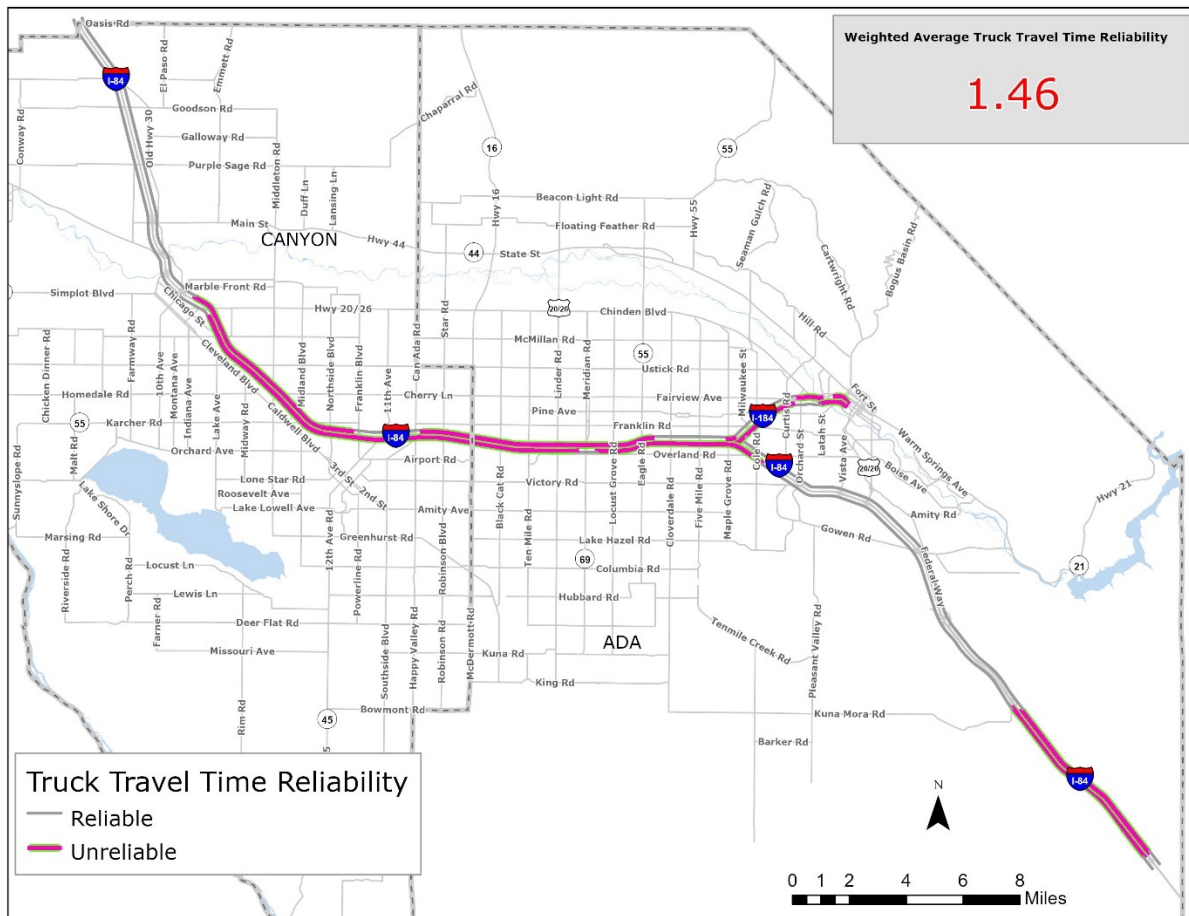 Oasis Rd
Weighted Average Truck Travel Time Reliability
1.46
I-84
El Paso Rd
Emmett Rd
Conway Rd
Old Hwy 30
Goodson Rd
Galloway Rd
Purple Sage Rd
Middleton Rd
Duff Ln
Lansing Ln
Chaparral Rd
16
Hwy 16
55
Hwy 55
Beacon Light Rd
Floating Feather Rd
Seaman Gulch Rd
Cartwright Rd
Bogus Basin Rd
Main St
CANYON
Hwy 44
44
State St
Hill Rd
Simplot Blvd
Marble Front Rd
Chicago St
Hwy 20/26
20/20
Chinden Blvd
Star Rd
Can Ada Rd
McMillan Rd
55
Ustick Rd
Linder Rd
Meridian Rd
Milwaukee St
Fairview Ave
Pine Ave
Franklin Rd
Chicken Dinner Rd
Farmway Rd
10th Ave
Montana Ave
Indiana Ave
Lake Ave
Midway Rd
Cleveland Blvd
Caldwell Blvd
Midland Blvd
Northside Blvd
Franklin Blvd
11th Ave
Cherry Ln
Homedale Rd
55
Karcher Rd
Orchard Ave
I-84
Airport Rd
I-184
Curtis Rd
Latah St
Fort St
Orchard St
Vista Ave
20/20
Warm Springs Ave
Boise Ave
Cole Rd
I-84
Overland Rd
Victory Rd
Locust Grove Rd
Eagle Rd
Cloverdale Rd
Five Mile Rd
Maple Grove Rd
Sunnyslope Rd
Malt Rd
Lake Shore Dr
Lone Star Rd
Roosevelt Ave
Lake Lowell Ave
3rd St
2nd St
Amity Ave
Black Cat Rd
Ten Mile Rd
Amity Rd
Gowen Rd
Hwy 21
21
Marsing Rd
Riverside Rd
Perch Rd
Locust Ln
Lewis Ln
Farner Rd
Deer Flat Rd
Missouri Ave
12th Ave Rd
Powerline Rd
Greenhurst Rd
Robinson Blvd
Lake Hazel Rd
69
Columbia Rd
Hubbard Rd
Federal Way
ADA
Tenmile Creek Rd
Pleasant Valley Rd
Southside Blvd
Happy Valley Rd
Robinson Rd
McDermott Rd
Kuna Rd
King Rd
Rim Rd
45
Bowmont Rd
Kuna Mora Rd
Barker Rd
I-84
Truck Travel Time Reliability
Reliable
Unreliable
N
0 1 2 4 6 8
Miles